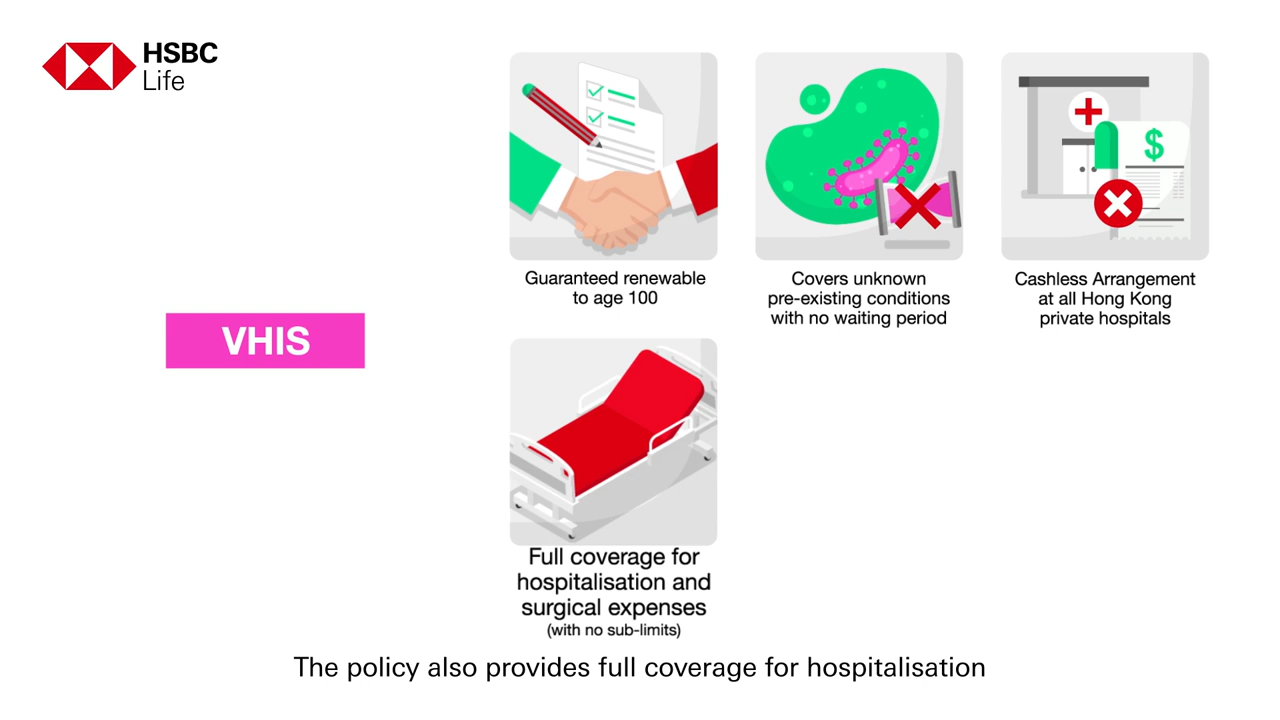 HSBC
Life
VHIS
Guaranteed renewable
to age 100
Covers unknown
pre-existing conditions
with no waiting period
Cashless Arrangement
at all Hong Kong
private hospitals
$
Full coverage for
hospitalisation and
surgical expenses
(with no sub-limits)
The policy also provides full coverage for hospitalisation